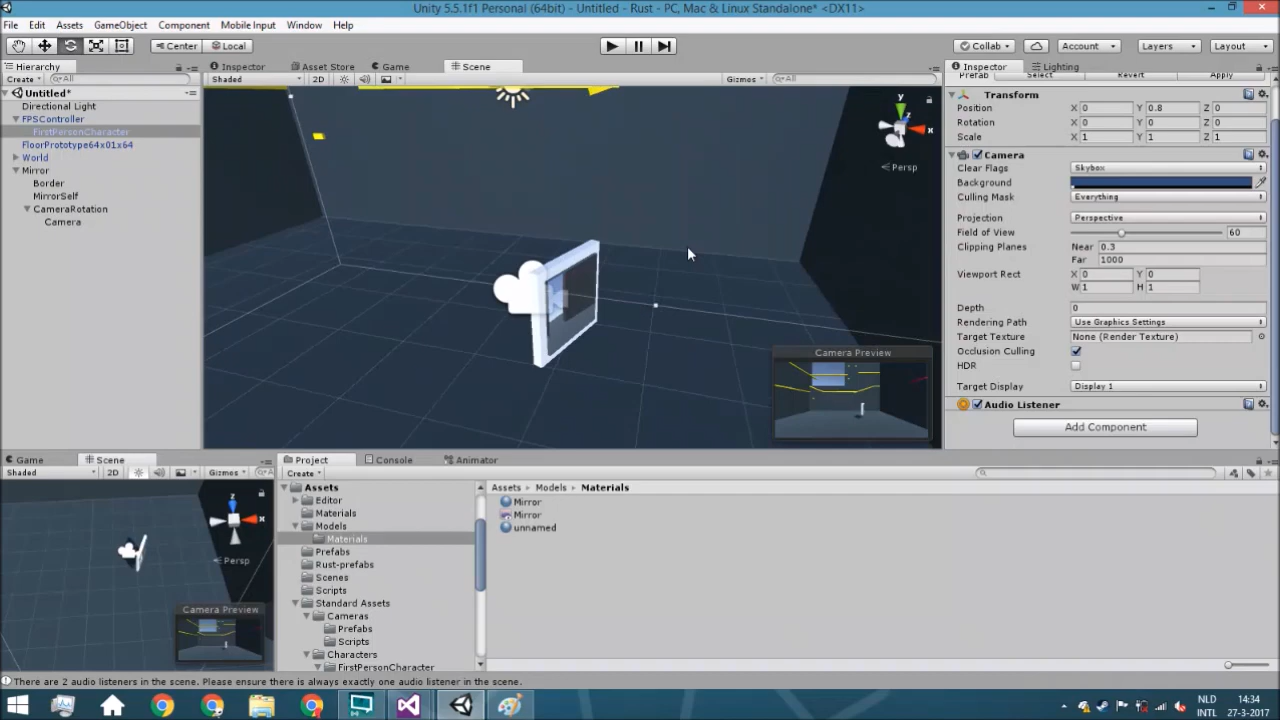 Unity 5.5.1f1 Personal (64bit) - Untitled - Rust - PC, Mac & Linux Standalone* <DX11>
File Edit Assets GameObject Component Mobile Input Window Help
Center Local Collab Account Layers Layout
Hierarchy Inspector Asset Store Game Scene Inspector Lighting
Create All Shaded 2D Gizmos All Prefab Select Revert Apply
Untitled*
Directional Light
FPSController
FirstPersonCharacter
FloorPrototype64x01x64
World
Mirror
Border
MirrorSelf
CameraRotation
Camera
y
x
Persp
Camera Preview
Transform
Position X 0 Y 0.8 Z 0
Rotation X 0 Y 0 Z 0
Scale X 1 Y 1 Z 1
Camera
Clear Flags Skybox
Background
Culling Mask Everything
Projection Perspective
Field of View 60
Clipping Planes Near 0.3
Far 1000
Viewport Rect X 0 Y 0
W 1 H 1
Depth 0
Rendering Path Use Graphics Settings
Target Texture None (Render Texture)
Occlusion Culling
HDR
Target Display Display 1
Audio Listener
Add Component
Game Scene
Shaded 2D Gizmos
z
x
Persp
Camera Preview
Project Console Animator
Create
Assets
Editor
Materials
Models
Materials
Prefabs
Rust-prefabs
Scenes
Scripts
Standard Assets
Cameras
Prefabs
Scripts
Characters
FirstPersonCharacter
Assets Models Materials
Mirror
Mirror
unnamed
There are 2 audio listeners in the scene. Please ensure there is always exactly one audio listener in the scene.
NLD 14:34
INTL 27-3-2017